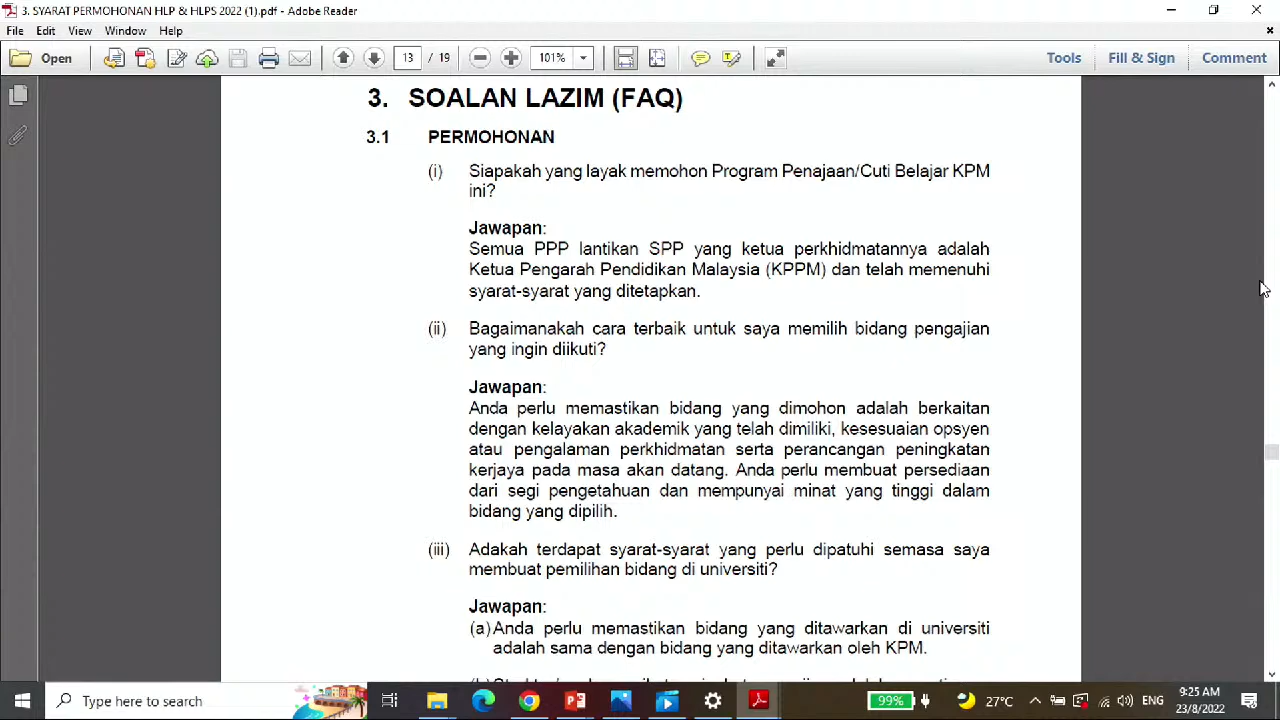 3. SYARAT PERMOHONAN HLP & HLPS 2022 (1).pdf - Adobe Reader
File Edit View Window Help
Open 13 / 19 101% Tools Fill & Sign Comment
3. SOALAN LAZIM (FAQ)
3.1 PERMOHONAN
(i) Siapakah yang layak memohon Program Penajaan/Cuti Belajar KPM
ini?
Jawapan:
Semua PPP lantikan SPP yang ketua perkhidmatannya adalah
Ketua Pengarah Pendidikan Malaysia (KPPM) dan telah memenuhi
syarat-syarat yang ditetapkan.
(ii) Bagaimanakah cara terbaik untuk saya memilih bidang pengajian
yang ingin diikuti?
Jawapan:
Anda perlu memastikan bidang yang dimohon adalah berkaitan
dengan kelayakan akademik yang telah dimiliki, kesesuaian opsyen
atau pengalaman perkhidmatan serta perancangan peningkatan
kerjaya pada masa akan datang. Anda perlu membuat persediaan
dari segi pengetahuan dan mempunyai minat yang tinggi dalam
bidang yang dipilih.
(iii) Adakah terdapat syarat-syarat yang perlu dipatuhi semasa saya
membuat pemilihan bidang di universiti?
Jawapan:
(a) Anda perlu memastikan bidang yang ditawarkan di universiti
adalah sama dengan bidang yang ditawarkan oleh KPM.
Type here to search 99% 27°C ENG 9:25 AM
23/8/2022